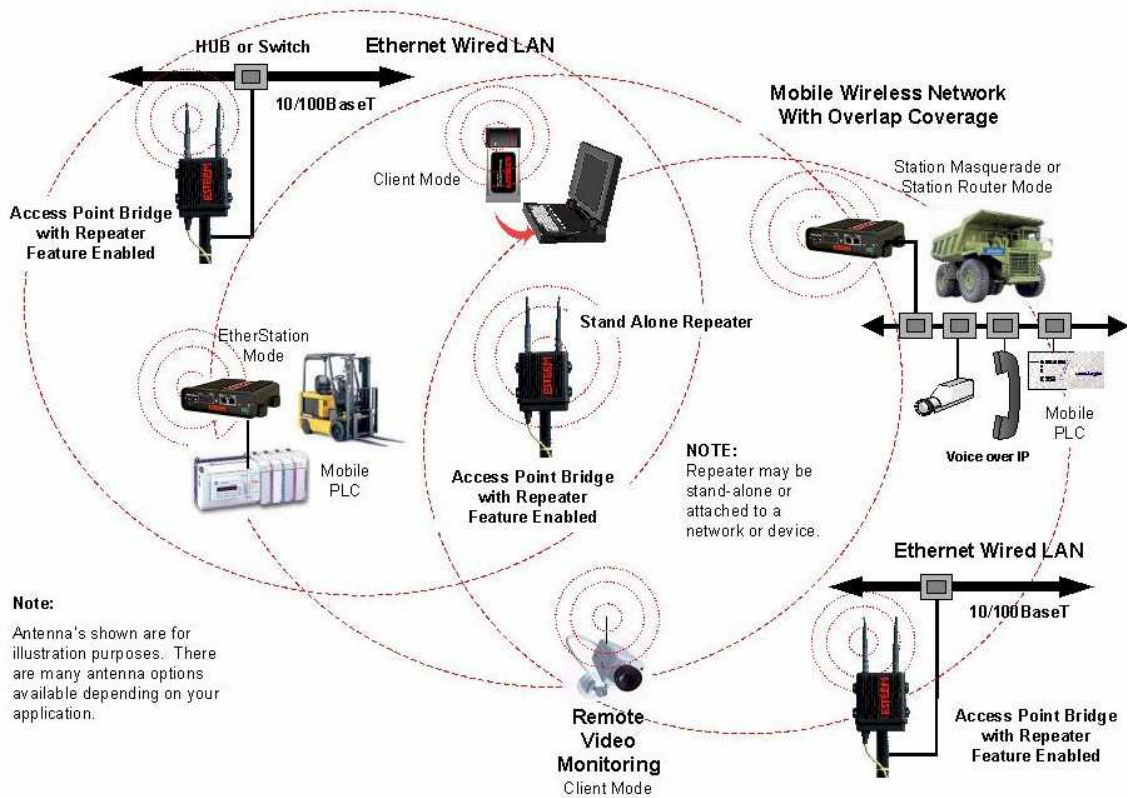 HUB or Switch
Ethernet Wired LAN
10/100BaseT
Mobile Wireless Network
With Overlap Coverage
Client Mode
Station Masquerade or
Station Router Mode
ESTEEM
Access Point Bridge
with Repeater
Feature Enabled
Stand Alone Repeater
EtherStation
Mode
ESTEEM
Mobile
PLC
Mobile
PLC
Voice over IP
NOTE:
Repeater may be
stand-alone or
attached to a
network or device.
Access Point Bridge
with Repeater
Feature Enabled
Ethernet Wired LAN
10/100BaseT
Note:
Antenna's shown are for
illustration purposes.  There
are many antenna options
available depending on your
application.
ESTEEM
Remote
Video
Monitoring
Client Mode
Access Point Bridge
with Repeater
Feature Enabled